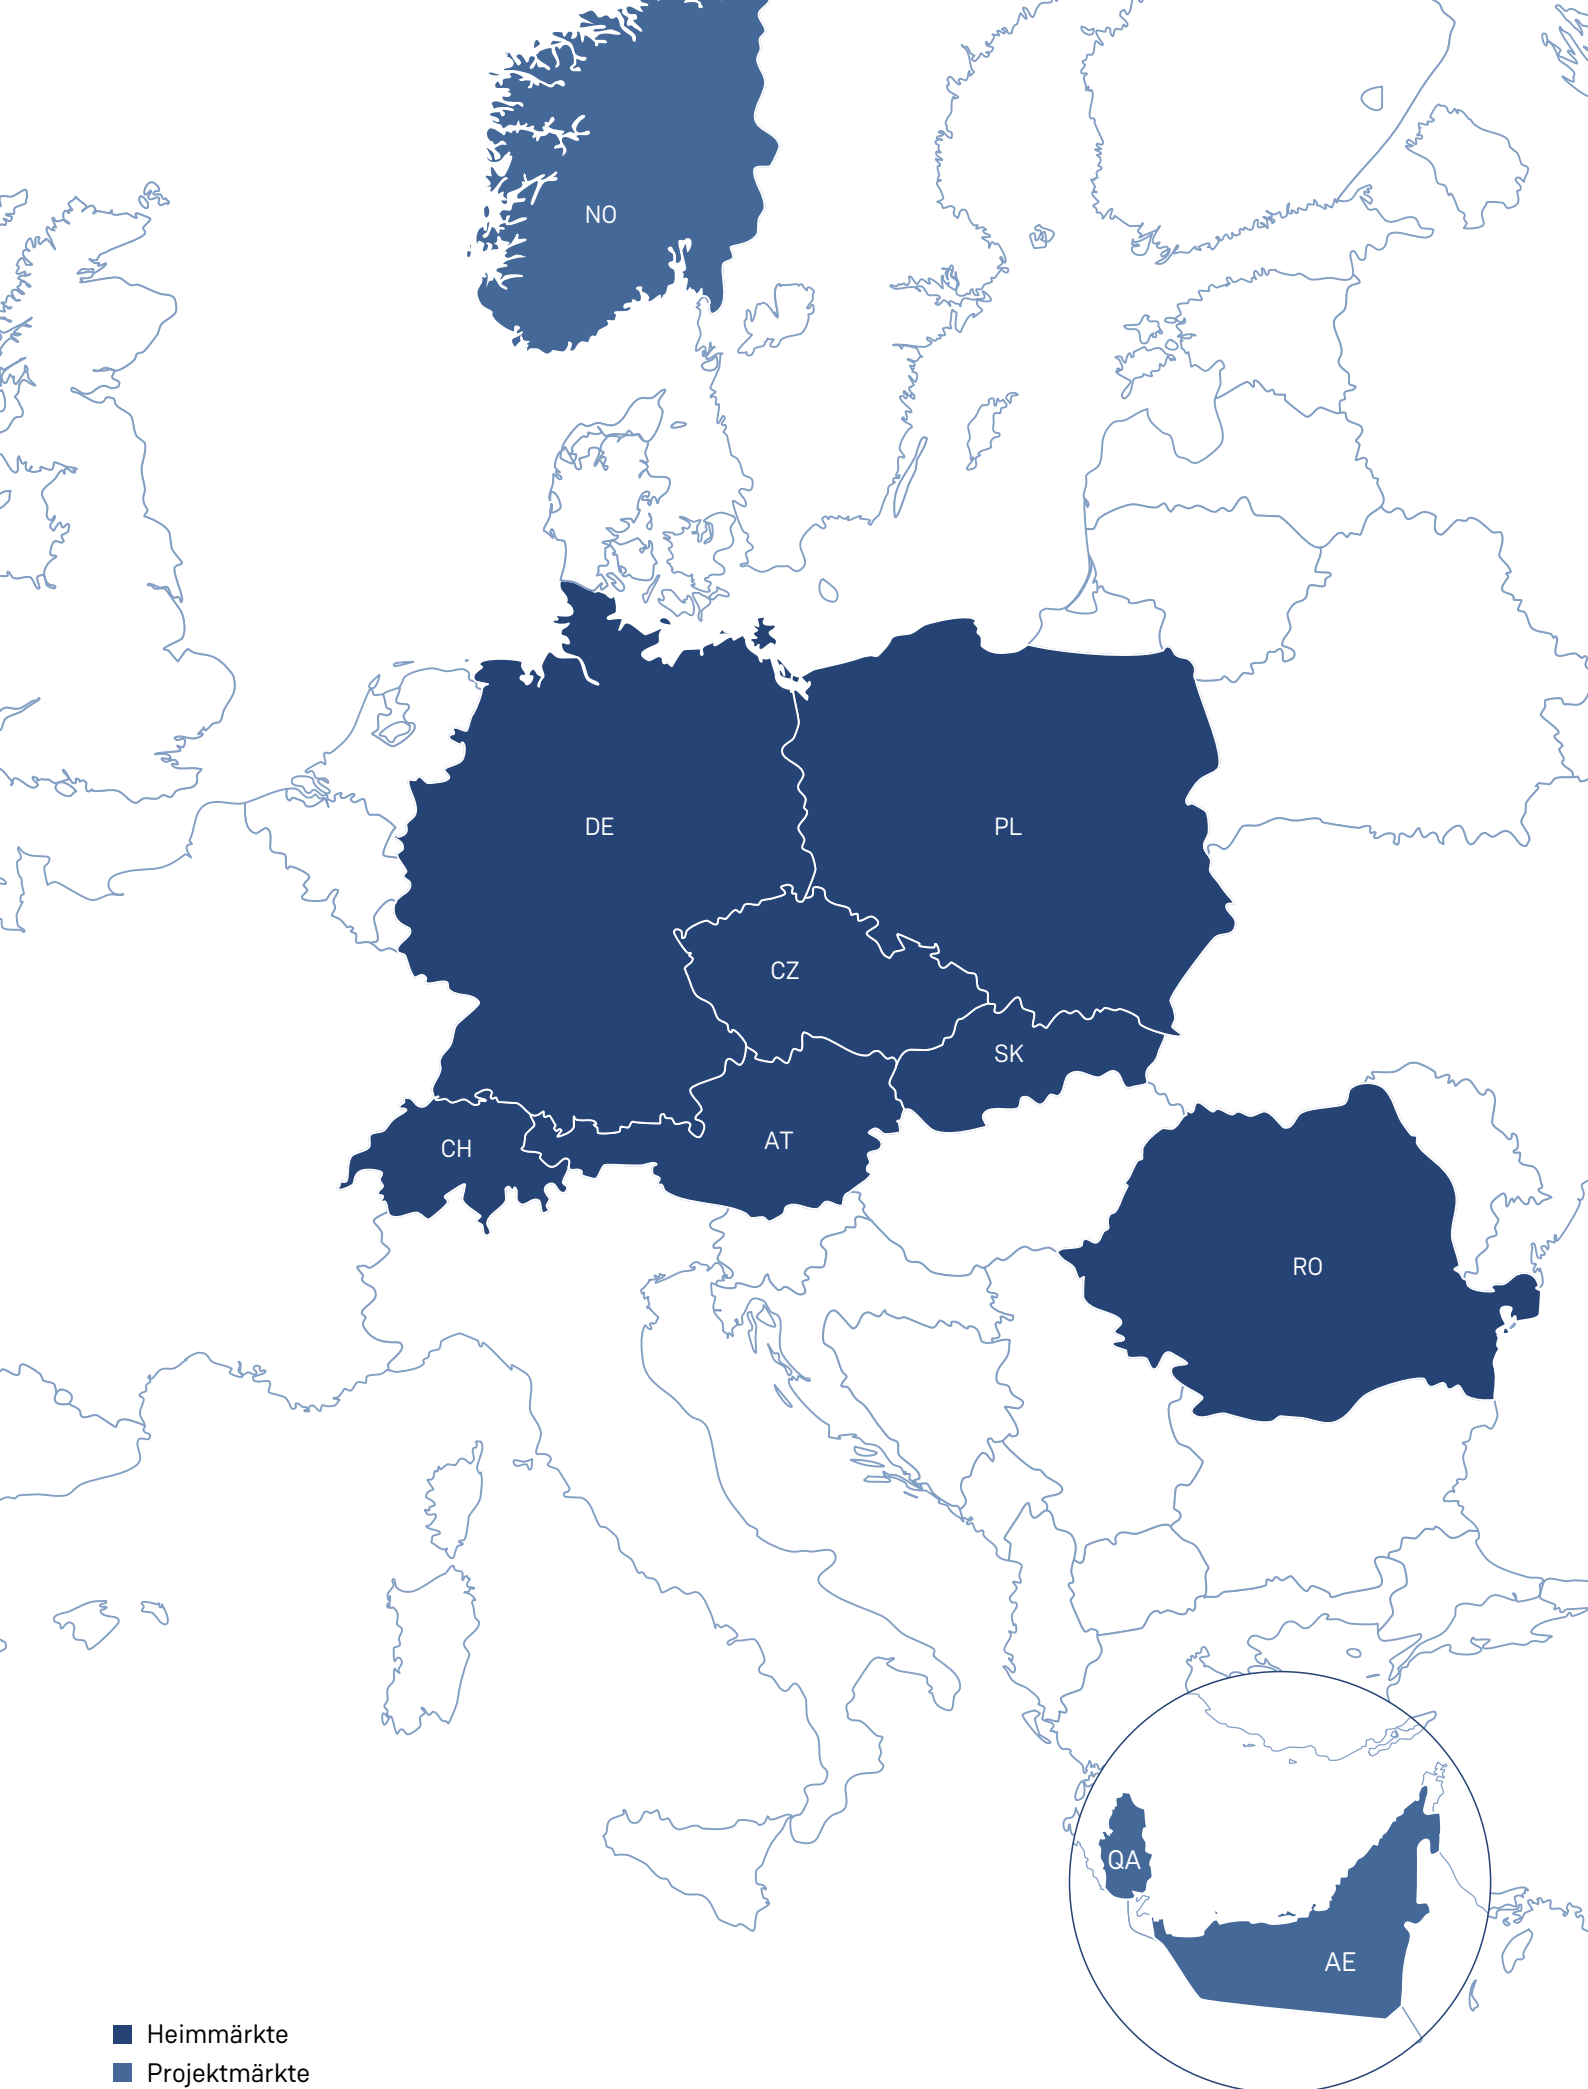 NO
DE
PL
CZ
SK
CH
AT
RO
QA
AE
Heimmärkte
Projektmärkte